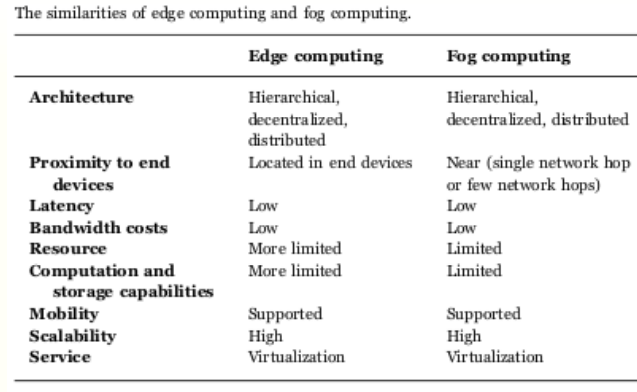 The similarities of edge computing and fog computing.
Edge computing Fog computing
Architecture Hierarchical, Hierarchical,
decentralized, decentralized, distributed
distributed
Proximity to end Located in end devices Near (single network hop
devices or few network hops)
Latency Low Low
Bandwidth costs Low Low
Resource More limited Limited
Computation and More limited Limited
storage capabilities
Mobility Supported Supported
Scalability High High
Service Virtualization Virtualization